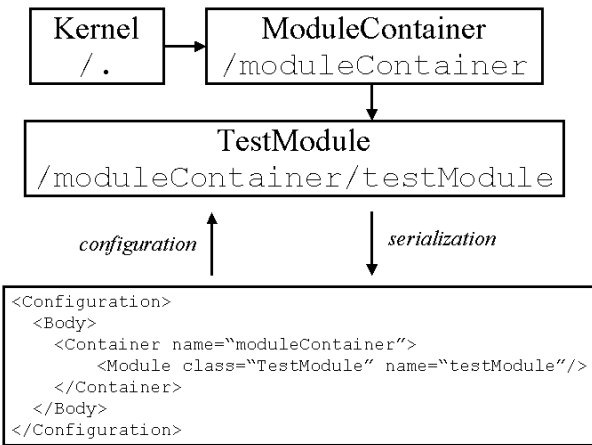 Kernel
/.
ModuleContainer
/moduleContainer
TestModule
/moduleContainer/testModule
configuration
serialization
<Configuration>
<Body>
<Container name=“moduleContainer”>
<Module class=“TestModule” name=“testModule”/>
</Container>
</Body>
</Configuration>